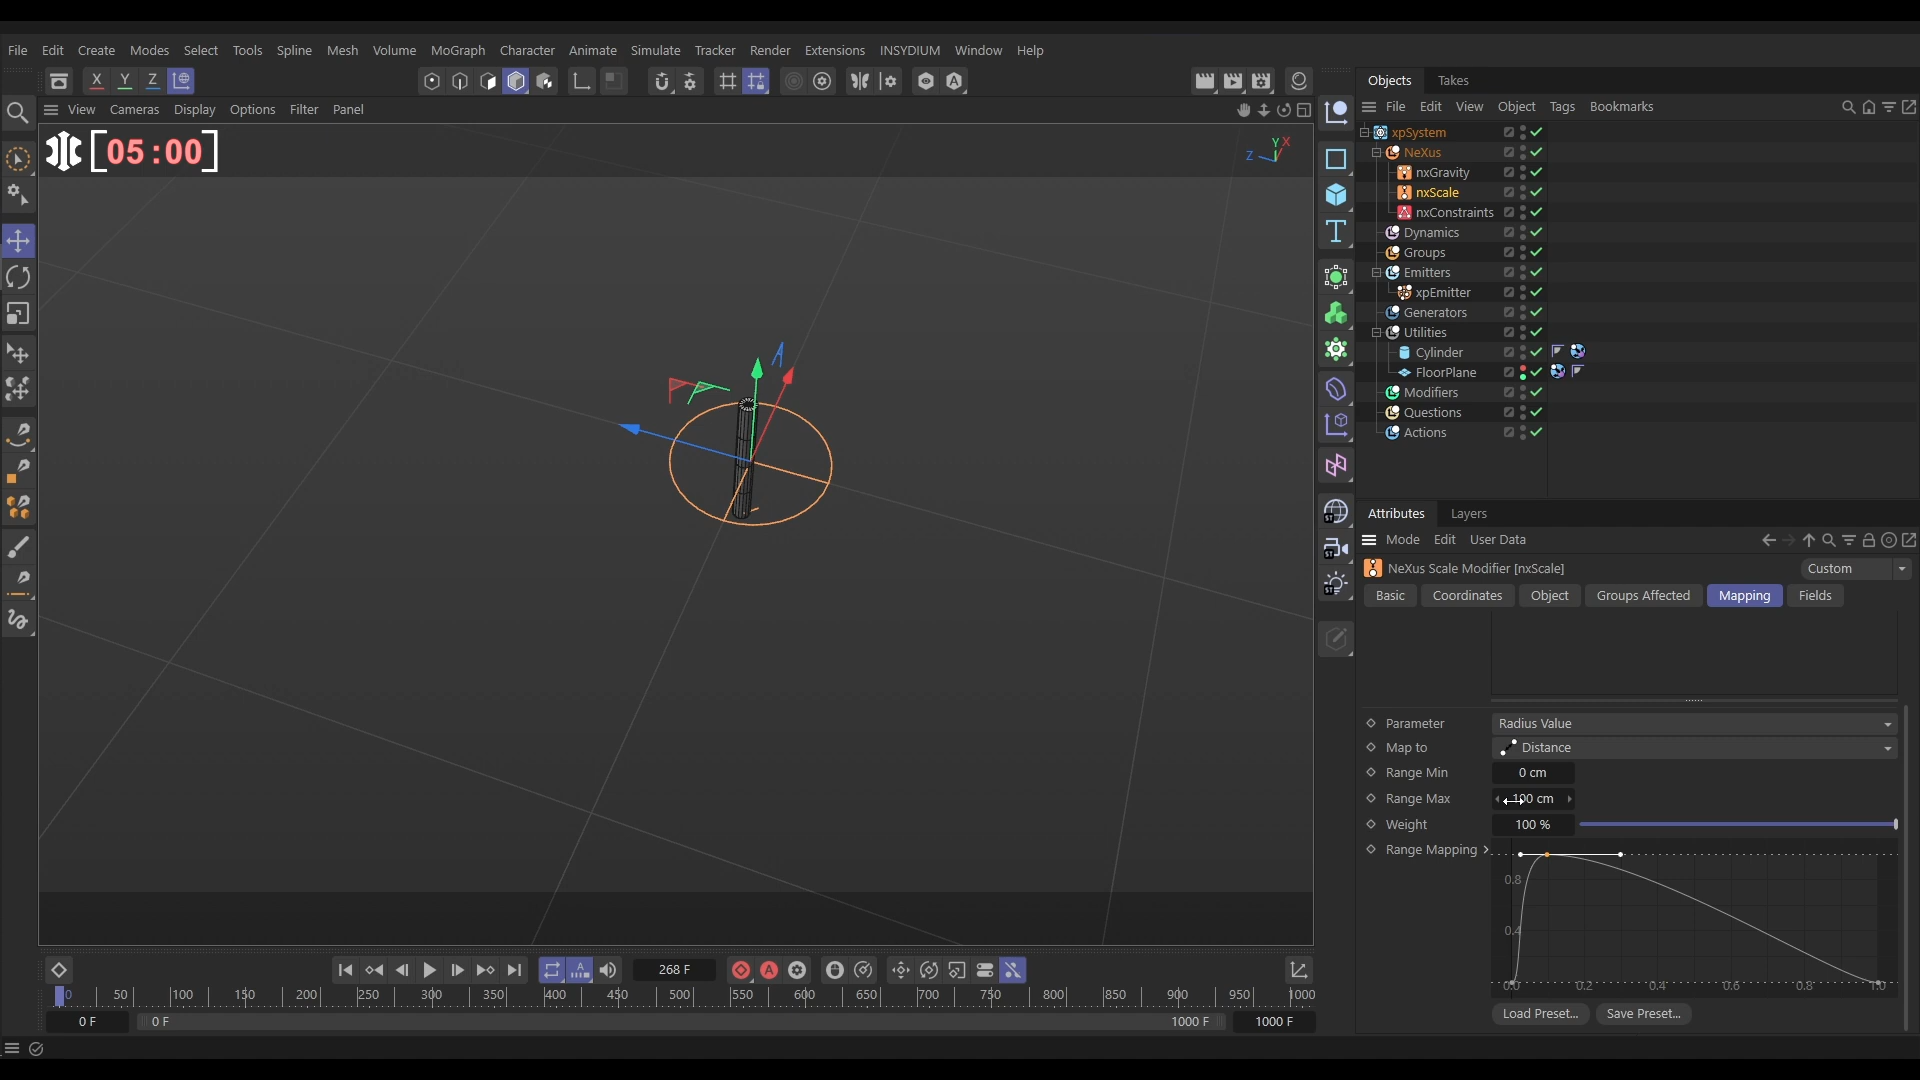 File Edit Create Modes Select Tools Spline Mesh Volume MoGraph Character Animate Simulate Tracker Render Extensions INSYDIUM Window Help
X Y Z
View Cameras Display Options Filter Panel
[05:00]
Y X
Z
Objects Takes
File Edit View Object Tags Bookmarks
xpSystem
NeXus
nxGravity
nxScale
nxConstraints
Dynamics
Groups
Emitters
xpEmitter
Generators
Utilities
Cylinder
FloorPlane
Modifiers
Questions
Actions
Attributes Layers
Mode Edit User Data
NeXus Scale Modifier [nxScale] Custom
Basic Coordinates Object Groups Affected Mapping Fields
Parameter Radius Value
Map to Distance
Range Min 0 cm
Range Max 100 cm
Weight 100 %
Range Mapping
0.8
0.4
0.0 0.2 0.4 0.6 0.8 1.0
Load Preset... Save Preset...
268 F
0 50 100 150 200 250 300 350 400 450 500 550 600 650 700 750 800 850 900 950 1000
0 F 0 F 1000 F 1000 F